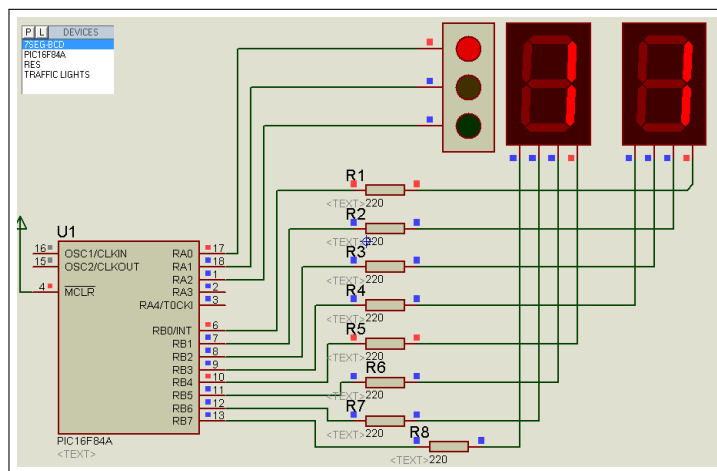 P L DEVICES
7SEG-BCD
PIC16F84A
RES
TRAFFIC LIGHTS
R1
<TEXT> 220
R2
<TEXT> 220
R3
<TEXT> 220
R4
<TEXT> 220
R5
<TEXT> 220
R6
<TEXT> 220
R7
<TEXT> 220
R8
<TEXT> 220
U1
16 OSC1/CLKIN RA0 17
15 OSC2/CLKOUT RA1 18
RA2 1
4 MCLR RA3 2
RA4/T0CKI 3
RB0/INT 6
RB1 7
RB2 8
RB3 9
RB4 10
RB5 11
RB6 12
RB7 13
PIC16F84A
<TEXT>
1 1